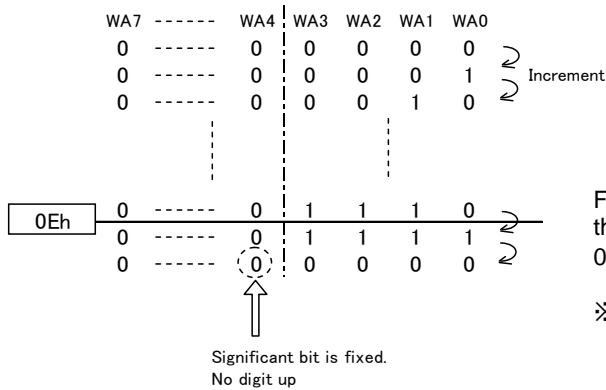 WA7 ------ WA4 WA3 WA2 WA1 WA0
0 ------ 0 0 0 0 0
0 ------ 0 0 0 0 1
Increment
0 ------ 0 0 0 1 0
0Eh
0 ------ 0 1 1 1 0
0 ------ 0 1 1 1 1
0 ------ 0 0 0 0 0
Significant bit is fixed.
No digit up
F
th
0
※